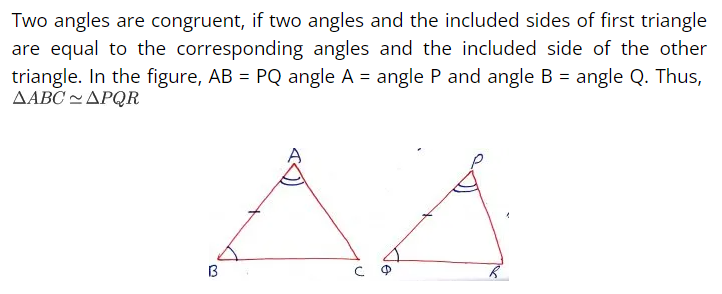 Two angles are congruent, if two angles and the included sides of first triangle
are equal to the corresponding angles and the included side of the other
triangle. In the figure, AB = PQ angle A = angle P and angle B = angle Q. Thus,
△ABC ≃ △PQR
A P
B C Q R